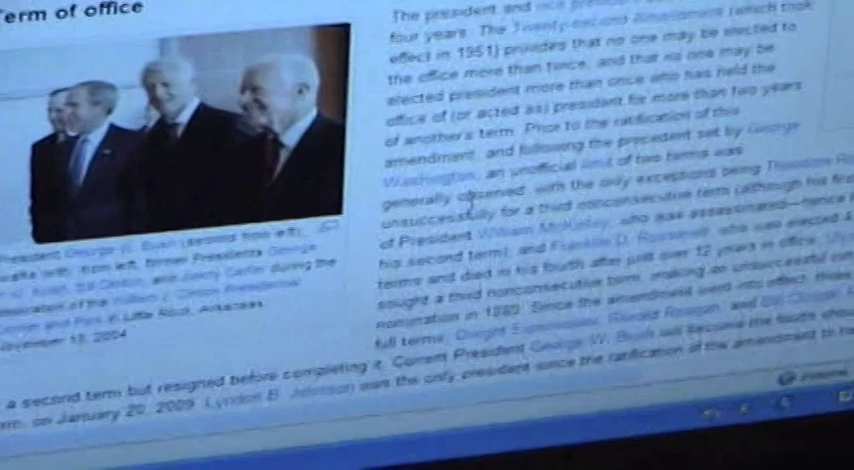 Term of office
The president and vice
four years. The Twenty-second Amendment (which took
effect in 1951) provides that no one may be elected to
the office more than twice, and that no one may be
elected president more than once who has held the
office of (or acted as) president for more than two years
of another's term. Prior to the ratification of this
amendment, and following the precedent set by George
Washington, an unofficial limit of two terms was
generally observed, with the only exceptions being Theodore
unsuccessfully for a third nonconsecutive term (although his first
of President William McKinley, who was assassinated—hence
his second term), and Franklin D. Roosevelt, who was elected
terms and died in his fourth after just over 12 years in office.
sought a third nonconsecutive term, making an unsuccessful
nomination in 1880. Since the amendment went into effect,
full terms: Dwight Eisenhower, Ronald Reagan, and Bill
a second term but resigned before completing it. Current President George W. Bush will become the fourth
on January 20, 2009. Lyndon B. Johnson was the only president since the ratification of the amendment to
President George W. Bush (second from left),
with, from left, former Presidents George
Bush, Bill Clinton, and Jimmy Carter during the
of the William J. Clinton Presidential
and Park in Little Rock, Arkansas
November 18, 2004